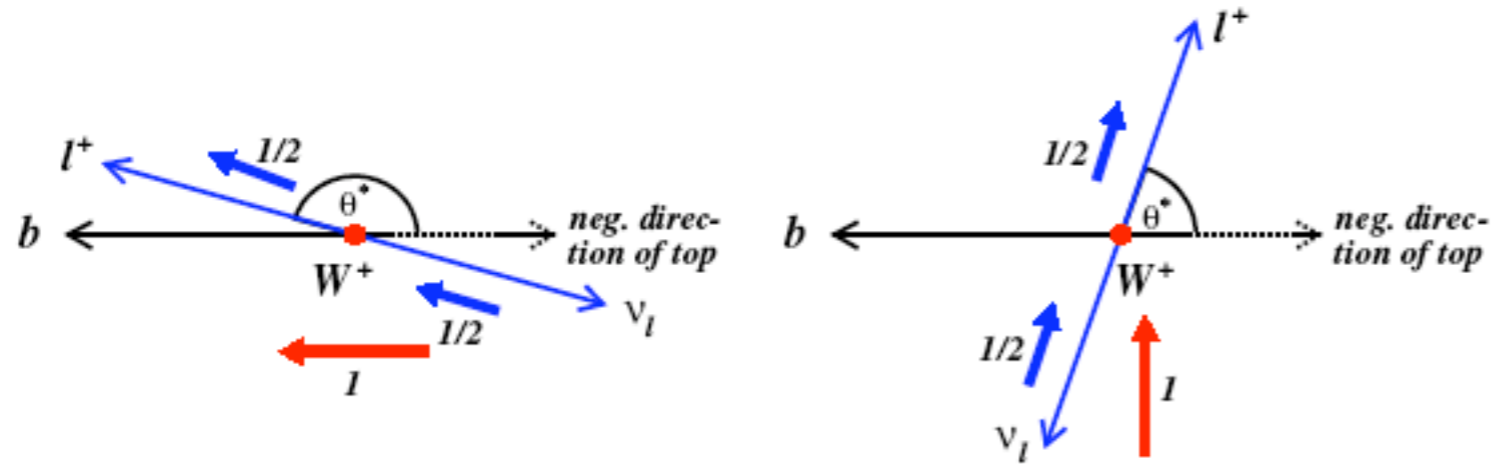 l+
1/2
θ*
b
neg. direc-
tion of top
W+
νl
1/2
1
l+
1/2
θ*
b
neg. direc-
tion of top
W+
1/2
1
νl